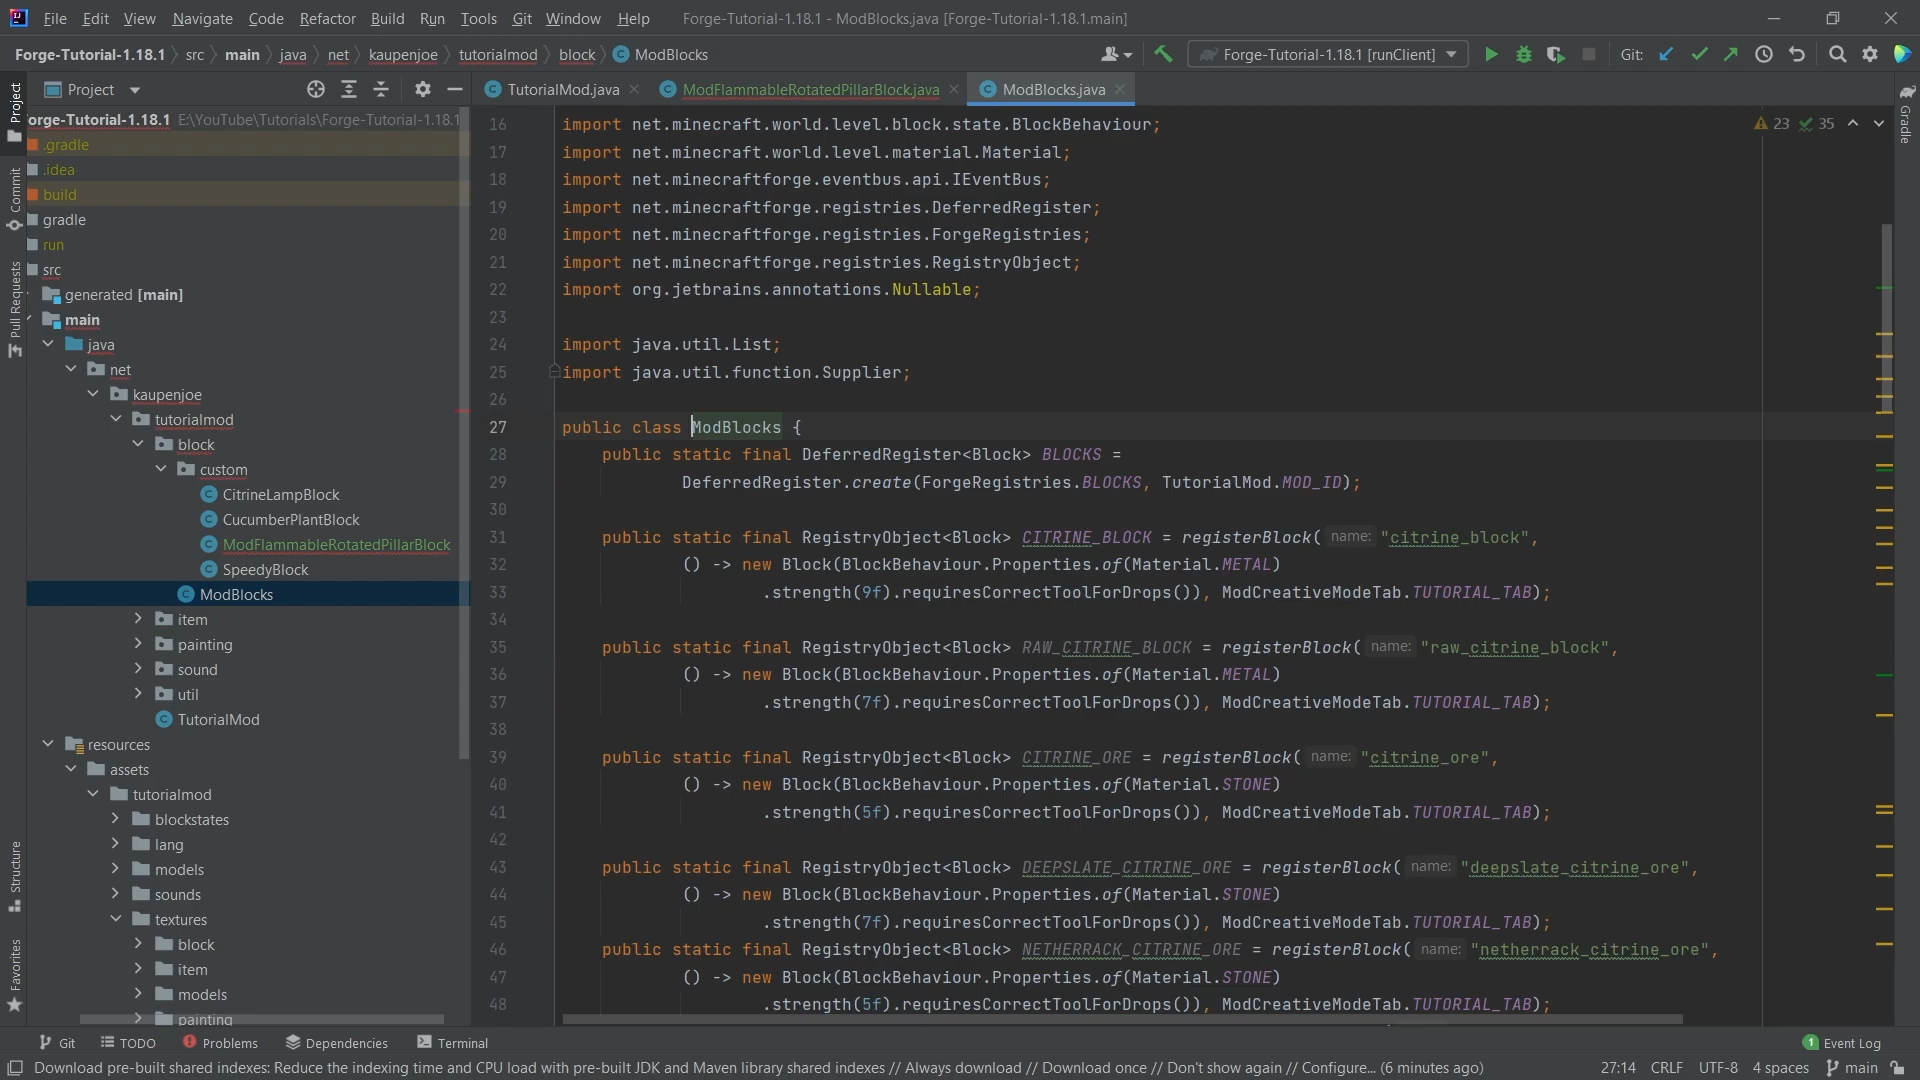 File Edit View Navigate Code Refactor Build Run Tools Git Window Help Forge-Tutorial-1.18.1 - ModBlocks.java [Forge-Tutorial-1.18.1.main]
Forge-Tutorial-1.18.1 src main java net kaupenjoe tutorialmod block ModBlocks Forge-Tutorial-1.18.1 [runClient] Git:
Project TutorialMod.java ModFlammableRotatedPillarBlock.java ModBlocks.java
Project
Commit
Pull Requests
Structure
Favorites
Gradle
orge-Tutorial-1.18.1 E:\YouTube\Tutorials\Forge-Tutorial-1.18.1
.gradle
.idea
build
gradle
run
src
generated [main]
main
java
net
kaupenjoe
tutorialmod
block
custom
CitrineLampBlock
CucumberPlantBlock
ModFlammableRotatedPillarBlock
SpeedyBlock
ModBlocks
item
painting
sound
util
TutorialMod
resources
assets
tutorialmod
blockstates
lang
models
sounds
textures
block
item
models
painting
23 35
16 import net.minecraft.world.level.block.state.BlockBehaviour;
17 import net.minecraft.world.level.material.Material;
18 import net.minecraftforge.eventbus.api.IEventBus;
19 import net.minecraftforge.registries.DeferredRegister;
20 import net.minecraftforge.registries.ForgeRegistries;
21 import net.minecraftforge.registries.RegistryObject;
22 import org.jetbrains.annotations.Nullable;
23
24 import java.util.List;
25 import java.util.function.Supplier;
26
27 public class ModBlocks {
28 public static final DeferredRegister<Block> BLOCKS =
29 DeferredRegister.create(ForgeRegistries.BLOCKS, TutorialMod.MOD_ID);
30
31 public static final RegistryObject<Block> CITRINE_BLOCK = registerBlock( name: "citrine_block",
32 () -> new Block(BlockBehaviour.Properties.of(Material.METAL)
33 .strength(9f).requiresCorrectToolForDrops()), ModCreativeModeTab.TUTORIAL_TAB);
34
35 public static final RegistryObject<Block> RAW_CITRINE_BLOCK = registerBlock( name: "raw_citrine_block",
36 () -> new Block(BlockBehaviour.Properties.of(Material.METAL)
37 .strength(7f).requiresCorrectToolForDrops()), ModCreativeModeTab.TUTORIAL_TAB);
38
39 public static final RegistryObject<Block> CITRINE_ORE = registerBlock( name: "citrine_ore",
40 () -> new Block(BlockBehaviour.Properties.of(Material.STONE)
41 .strength(5f).requiresCorrectToolForDrops()), ModCreativeModeTab.TUTORIAL_TAB);
42
43 public static final RegistryObject<Block> DEEPSLATE_CITRINE_ORE = registerBlock( name: "deepslate_citrine_ore",
44 () -> new Block(BlockBehaviour.Properties.of(Material.STONE)
45 .strength(7f).requiresCorrectToolForDrops()), ModCreativeModeTab.TUTORIAL_TAB);
46 public static final RegistryObject<Block> NETHERRACK_CITRINE_ORE = registerBlock( name: "netherrack_citrine_ore",
47 () -> new Block(BlockBehaviour.Properties.of(Material.STONE)
48 .strength(5f).requiresCorrectToolForDrops()), ModCreativeModeTab.TUTORIAL_TAB);
Git TODO Problems Dependencies Terminal 1 Event Log
Download pre-built shared indexes: Reduce the indexing time and CPU load with pre-built JDK and Maven library shared indexes // Always download // Download once // Don't show again // Configure... (6 minutes ago) 27:14 CRLF UTF-8 4 spaces main